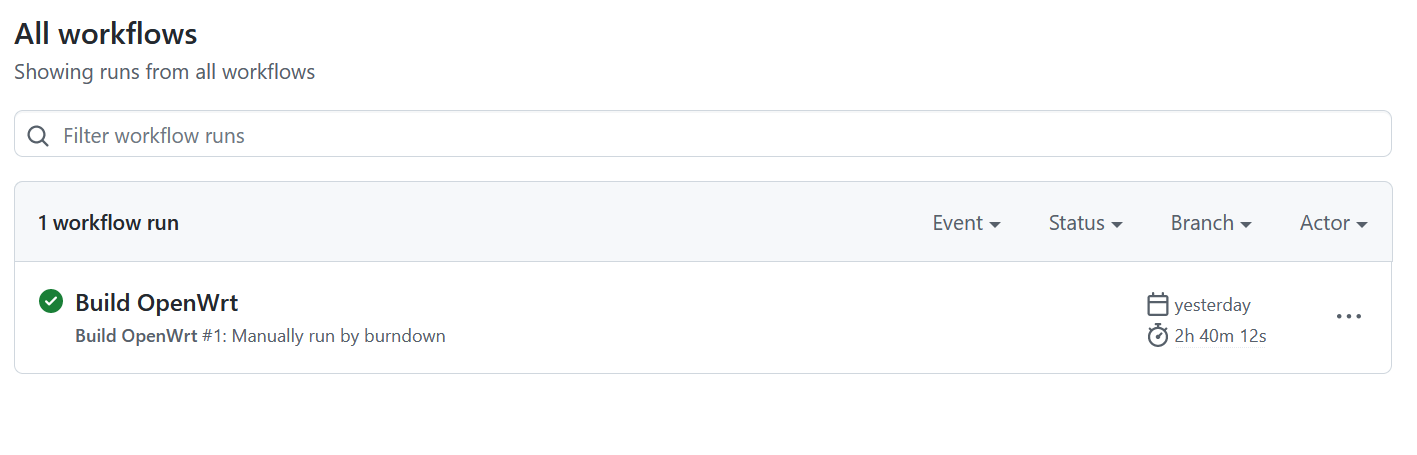 All workflows
Showing runs from all workflows
Filter workflow runs
1 workflow run Event Status Branch Actor
Build OpenWrt
yesterday
Build OpenWrt #1: Manually run by burndown
2h 40m 12s